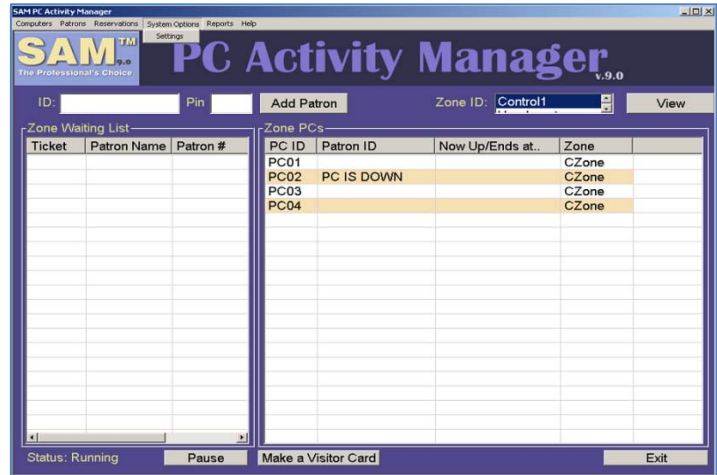 SAM PC Activity Manager
Computers Patrons Reservations System Options Reports Help
Settings
SAM™ 9.0
The Professional's Choice
PC Activity Manager v.9.0
ID: Pin Add Patron Zone ID: Control1 View
Zone Waiting List
Ticket Patron Name Patron #
Zone PCs
PC ID Patron ID Now Up/Ends at.. Zone
PC01 CZone
PC02 PC IS DOWN CZone
PC03 CZone
PC04 CZone
Status: Running Pause Make a Visitor Card Exit